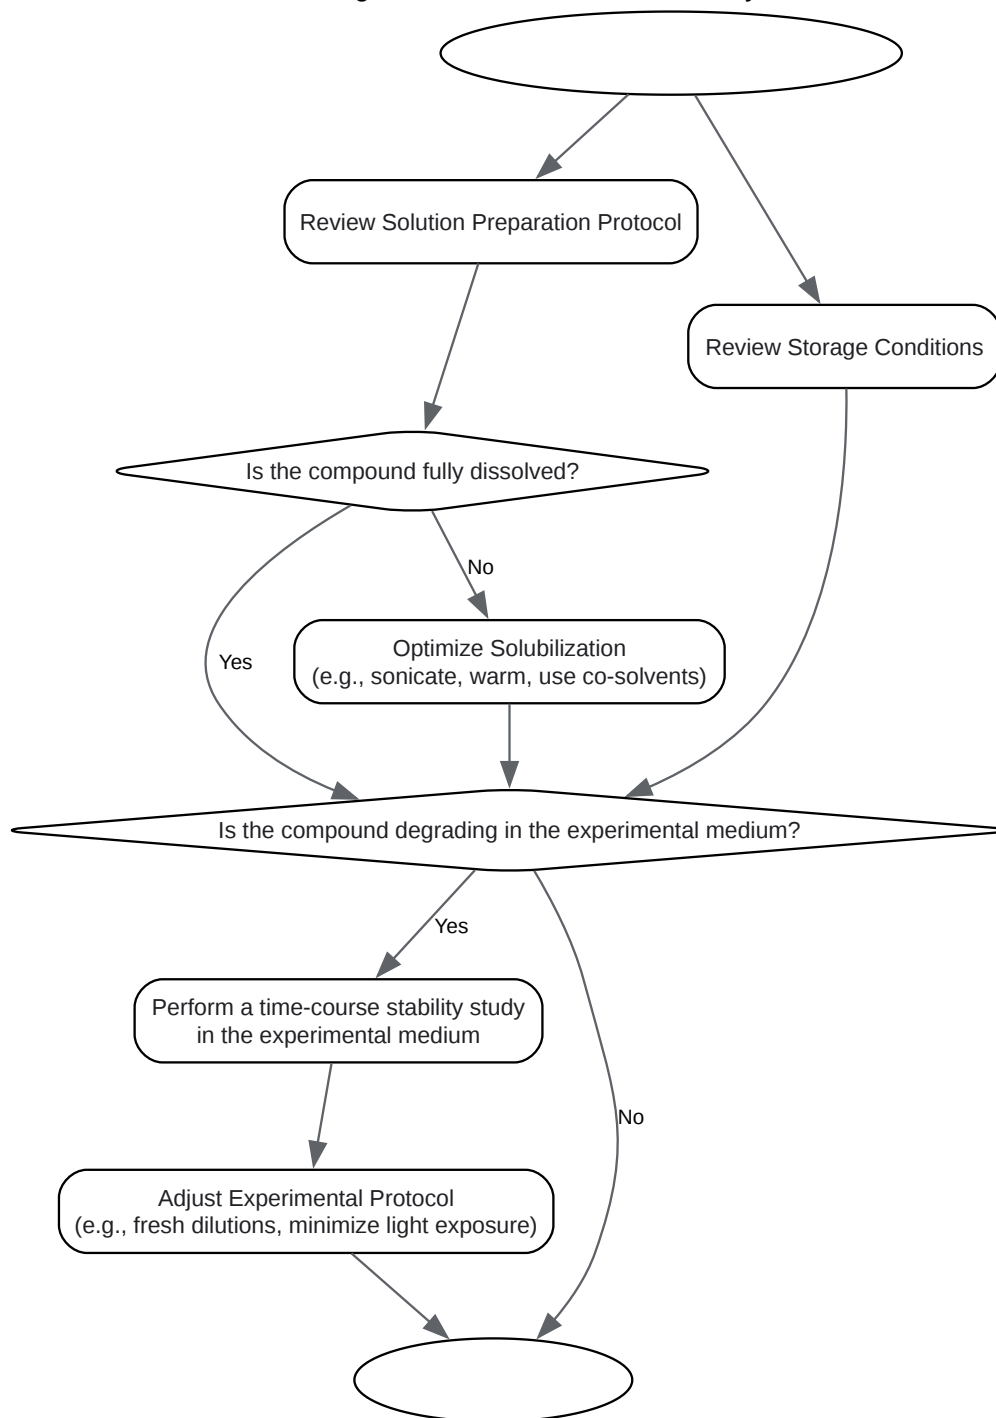 Review Solution Preparation Protocol
Review Storage Conditions
Is the compound fully dissolved?
No
Optimize Solubilization
(e.g., sonicate, warm, use co-solvents)
Yes
Is the compound degrading in the experimental medium?
Yes
Perform a time-course stability study
in the experimental medium
No
Adjust Experimental Protocol
(e.g., fresh dilutions, minimize light exposure)